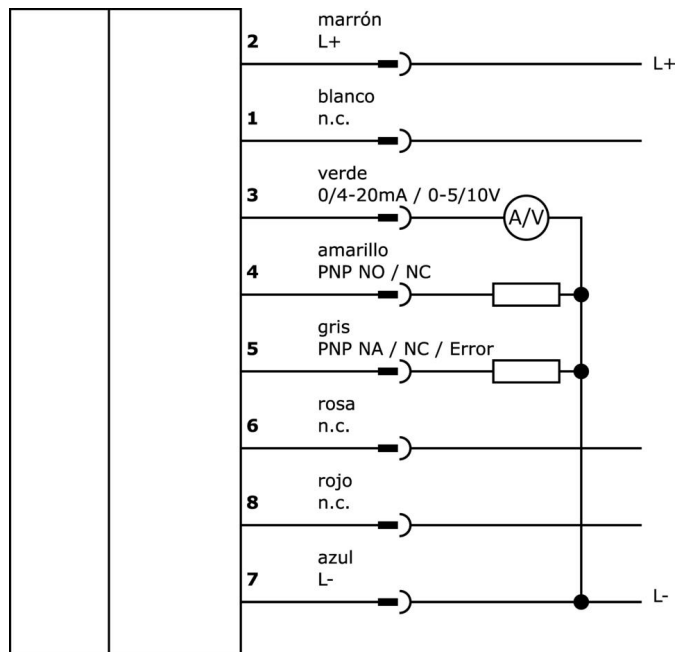 marrón
2 L+
L+
blanco
1 n.c.
verde
3 0/4-20mA / 0-5/10V
A/V
amarillo
4 PNP NO / NC
gris
5 PNP NA / NC / Error
rosa
6 n.c.
rojo
8 n.c.
azul
7 L-
L-